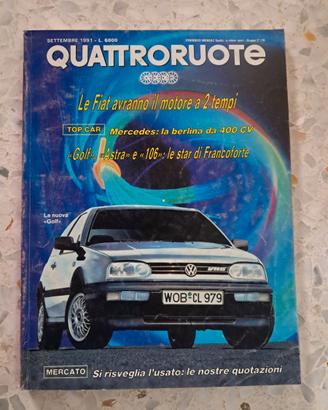 SETTEMBRE 1991 - L. 6800
QUATTRORUOTE
Le Fiat avranno il motore a 2 tempi
TOP CAR Mercedes: la berlina da 400 CV
«Golf», «Astra» e «106»: le star di Francoforte
La nuova
«Golf»
VR6
WOB CL 979
MERCATO Si risveglia l'usato: le nostre quotazioni